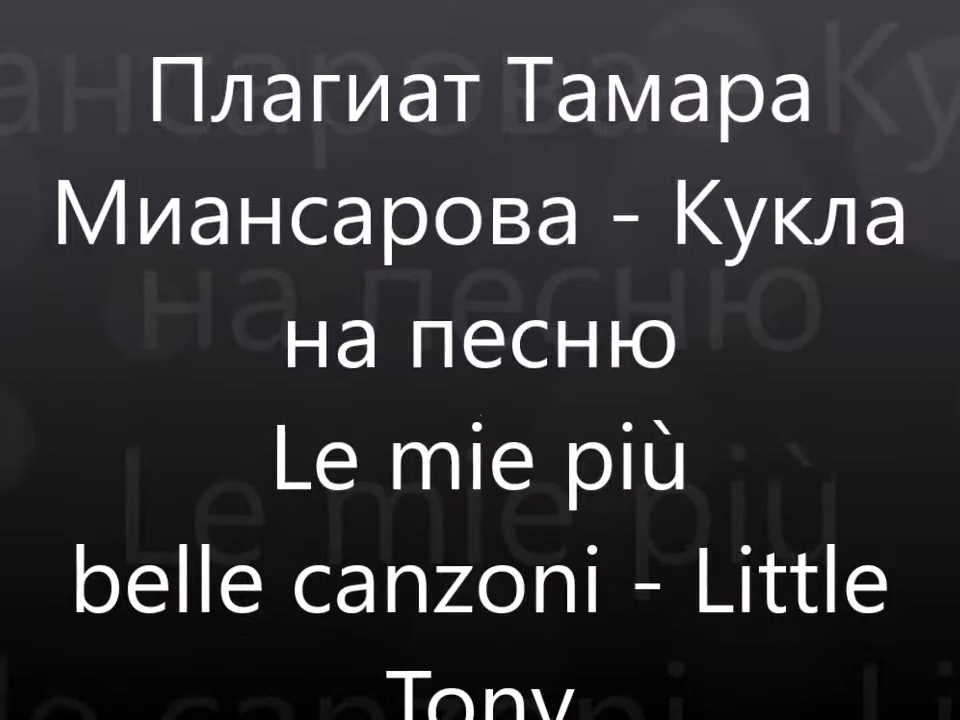 Плагиат Тамара
Миансарова - Кукла
на песню
Le mie più
belle canzoni - Little
Tony